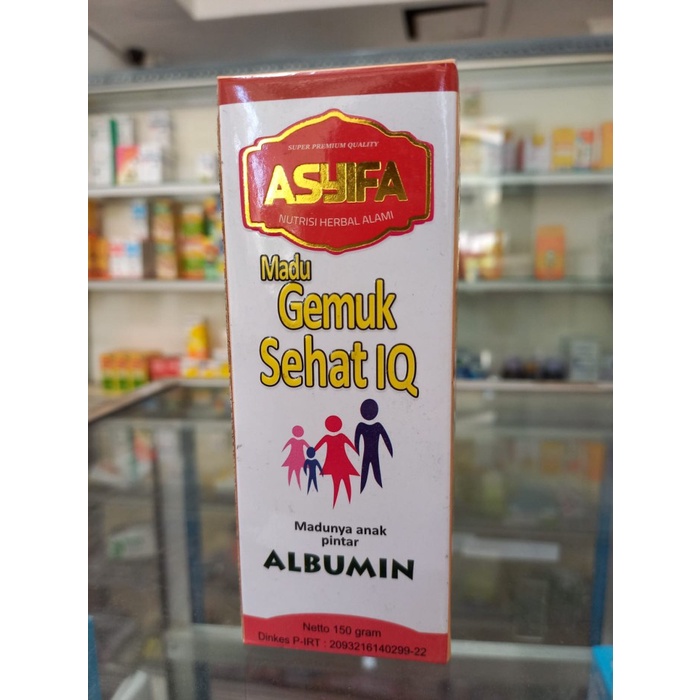 SUPER PREMIUM QUALITY
ASYIFA
NUTRISI HERBAL ALAMI
Madu
Gemuk
Sehat IQ
Madunya anak
pintar
ALBUMIN
Netto 150 gram
Dinkes P-IRT : 2093216140299-22